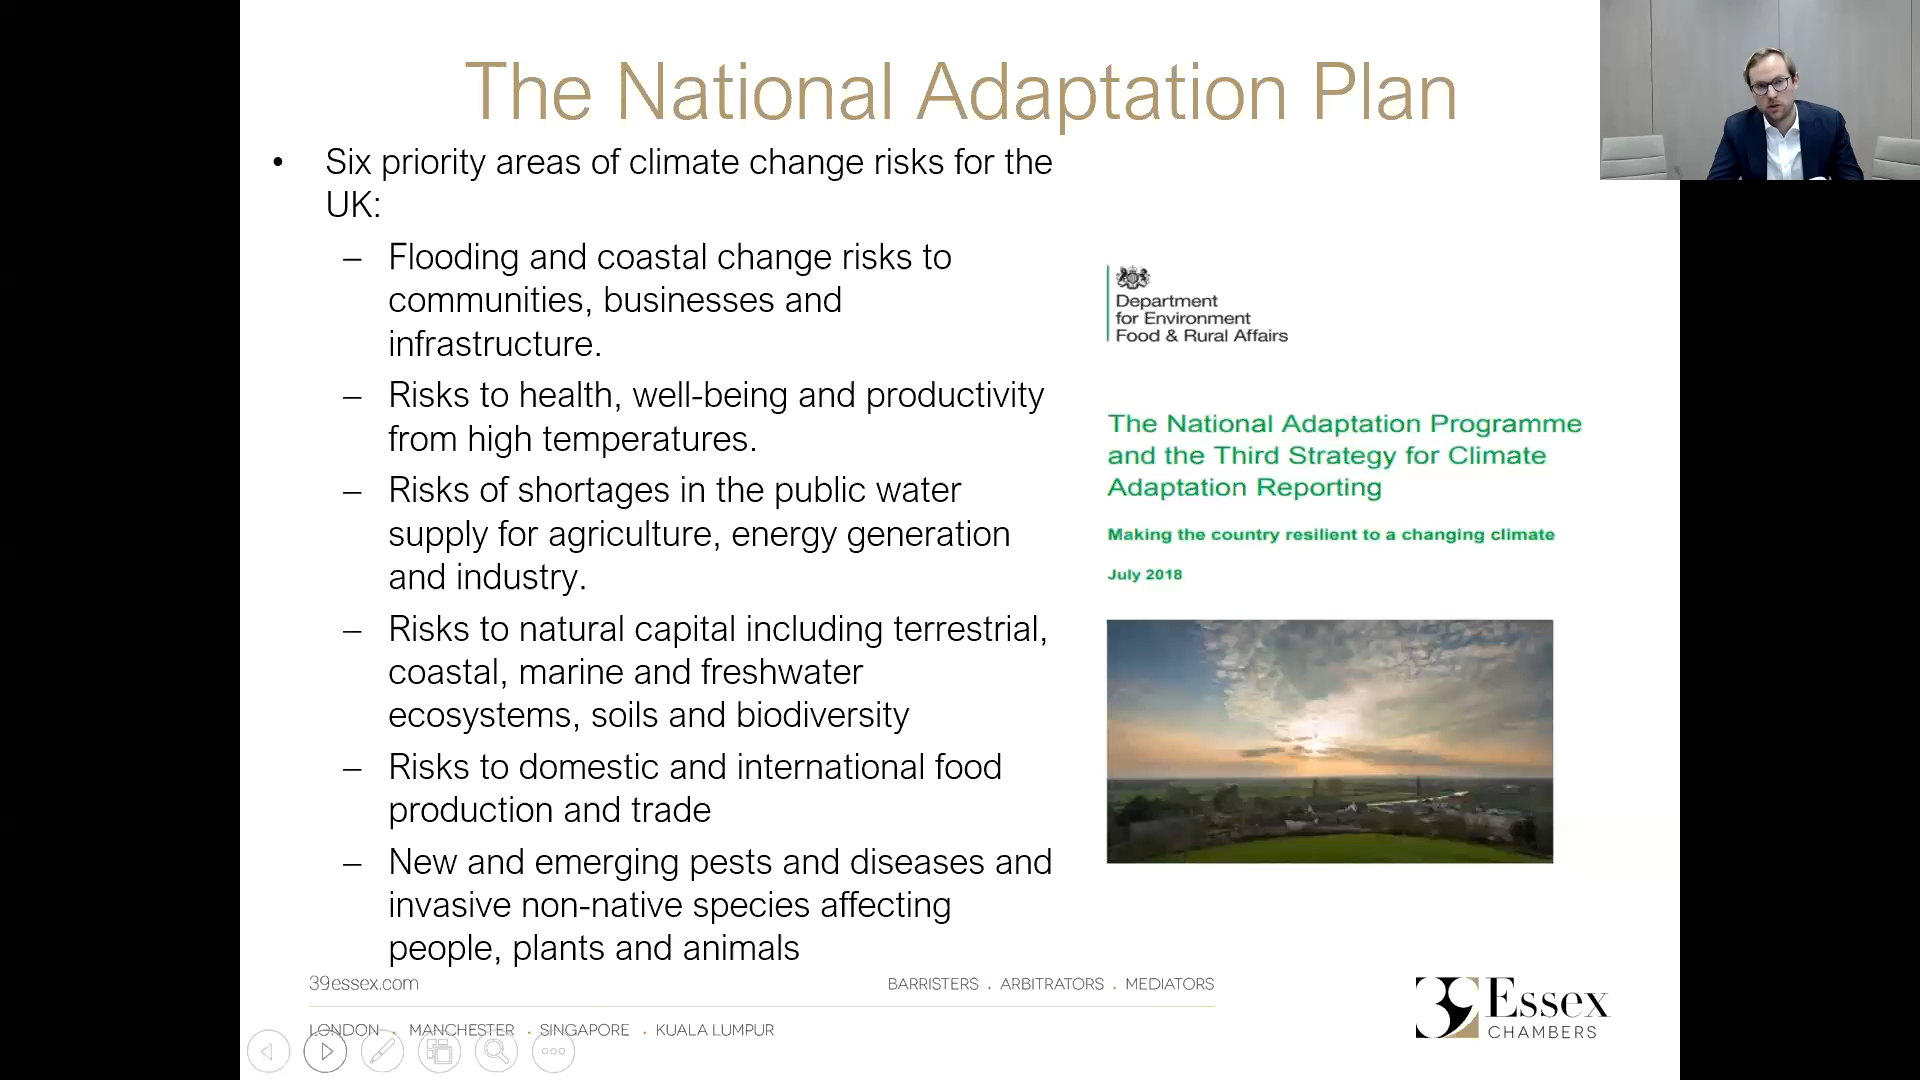 The National Adaptation Plan
• Six priority areas of climate change risks for the
UK:
– Flooding and coastal change risks to
communities, businesses and
infrastructure.
– Risks to health, well-being and productivity
from high temperatures.
– Risks of shortages in the public water
supply for agriculture, energy generation
and industry.
– Risks to natural capital including terrestrial,
coastal, marine and freshwater
ecosystems, soils and biodiversity
– Risks to domestic and international food
production and trade
– New and emerging pests and diseases and
invasive non-native species affecting
people, plants and animals
Department
for Environment
Food & Rural Affairs
The National Adaptation Programme
and the Third Strategy for Climate
Adaptation Reporting
Making the country resilient to a changing climate
July 2018
39essex.com
BARRISTERS . ARBITRATORS . MEDIATORS
LONDON . MANCHESTER . SINGAPORE . KUALA LUMPUR
39 Essex
CHAMBERS